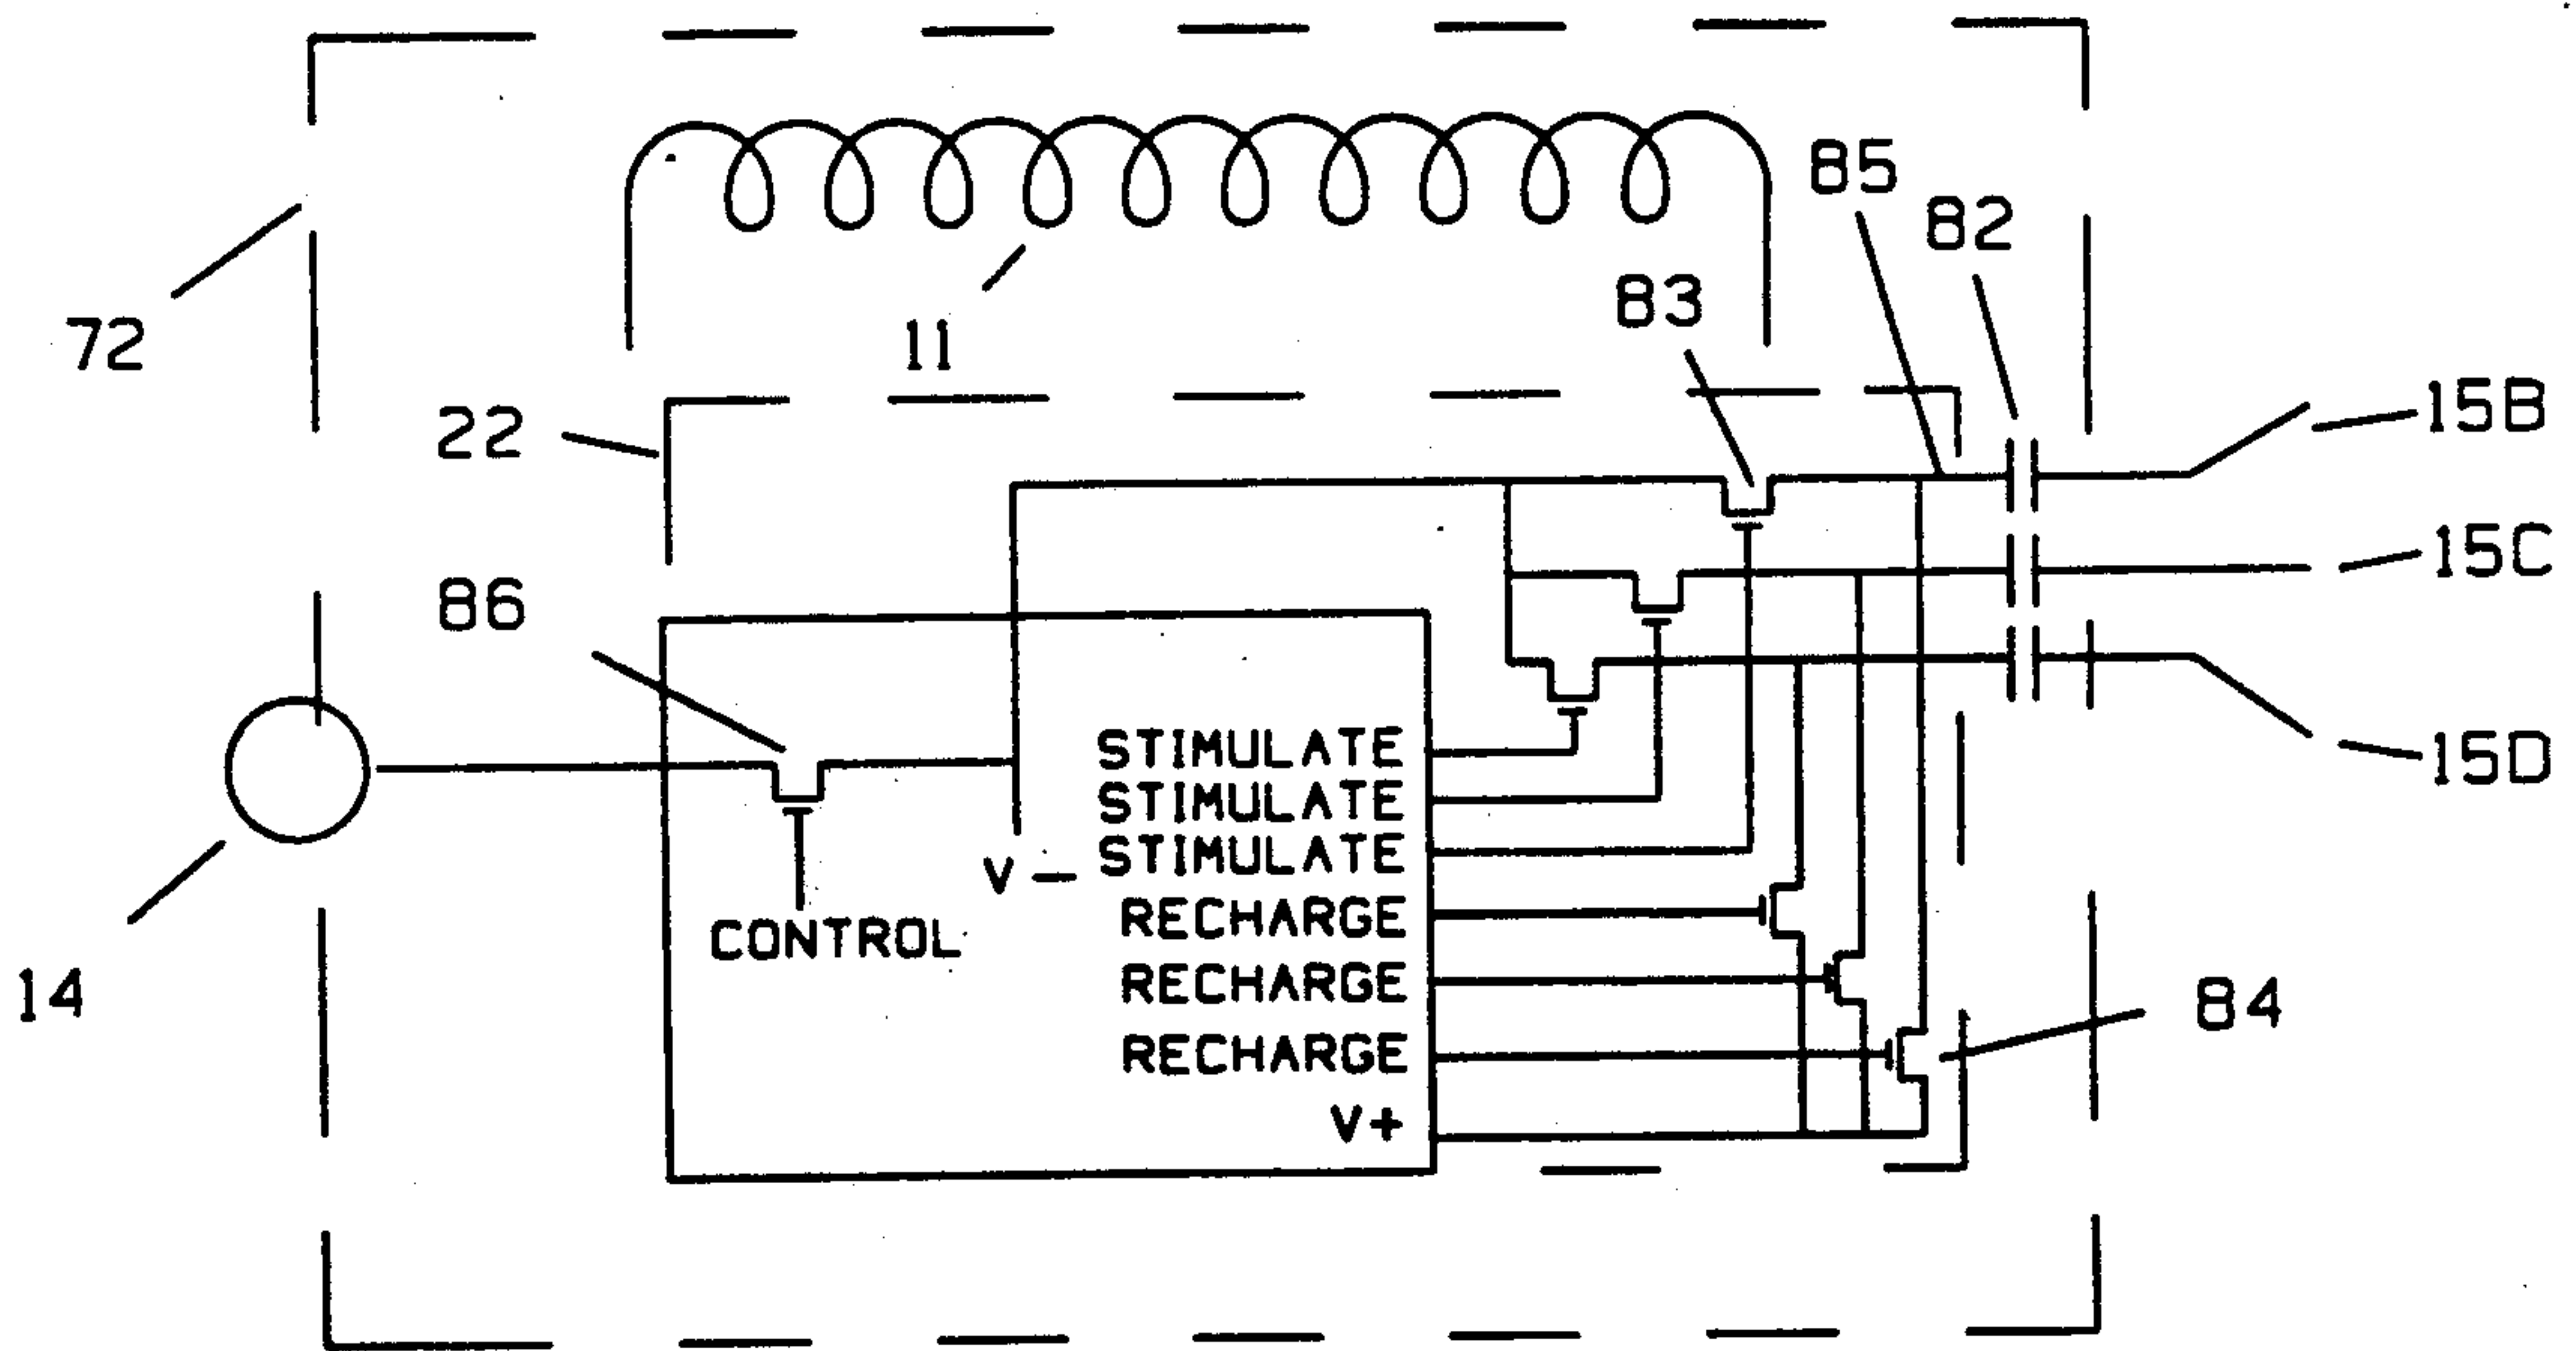 85
82
83
72
11
22
15B
15C
86
15D
STIMULATE
STIMULATE
STIMULATE
V -
RECHARGE
CONTROL
RECHARGE
14
84
RECHARGE
V+